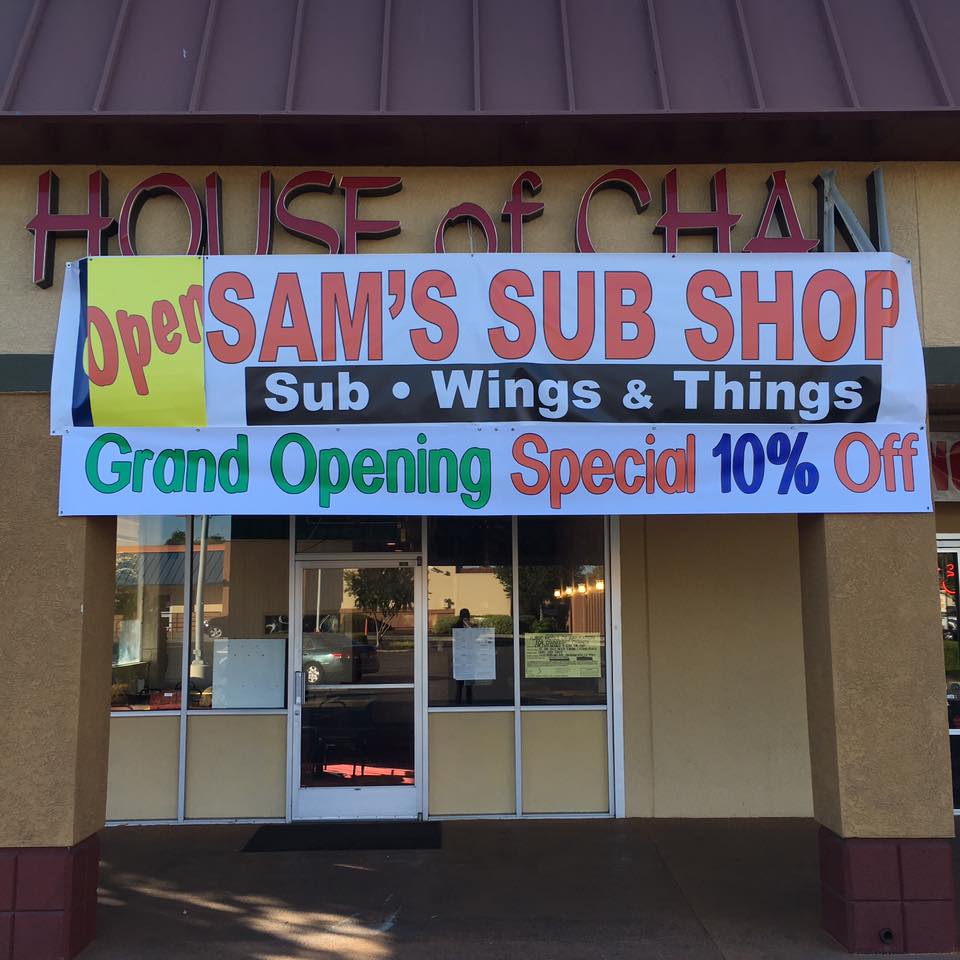 HOUSE of CHAN
Open
SAM'S SUB SHOP
Sub • Wings & Things
Grand Opening Special 10% Off